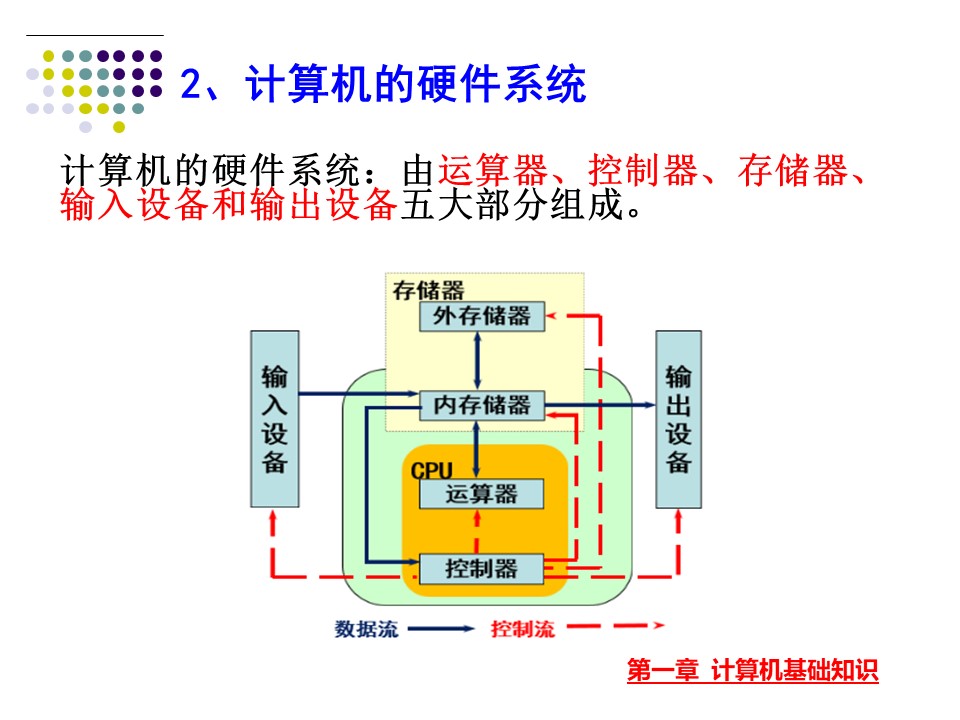 2、计算机的硬件系统
计算机的硬件系统：由运算器、控制器、存储器、
输入设备和输出设备五大部分组成。
存储器
外存储器
输入设备
内存储器
输出设备
CPU
运算器
控制器
数据流
控制流
第一章 计算机基础知识